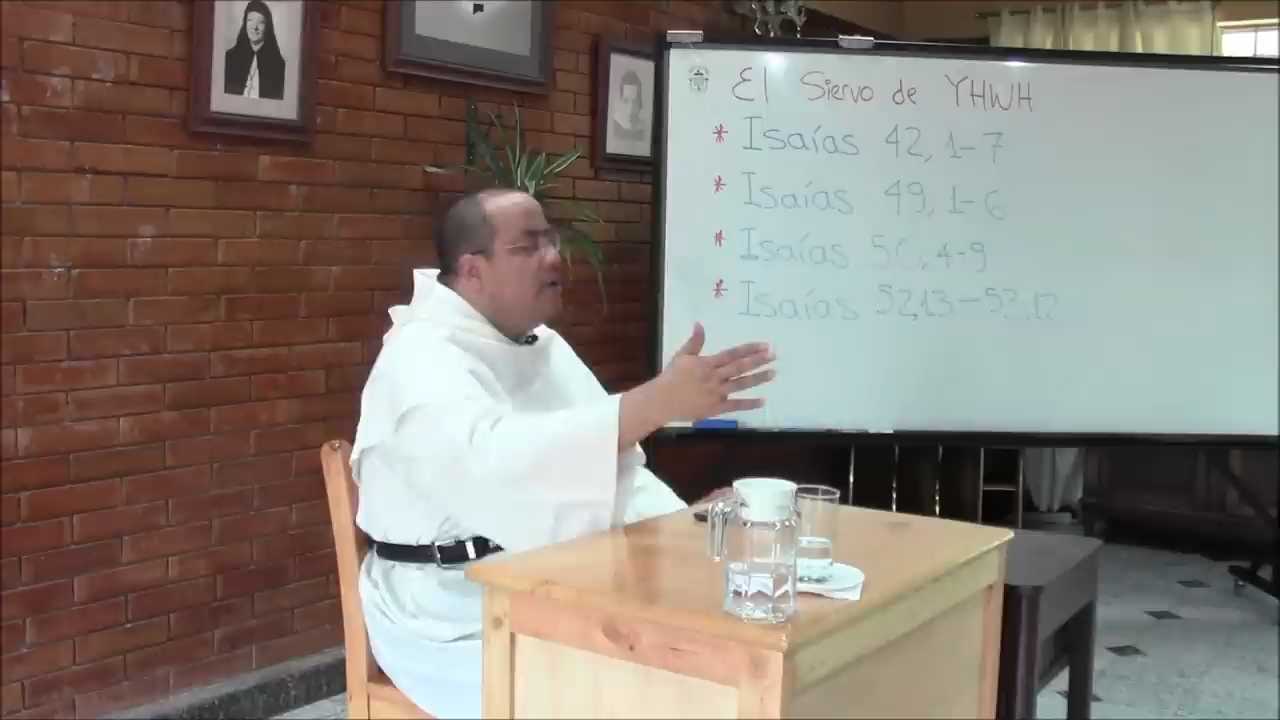 El Siervo de YHWH
* Isaías 42, 1-7
* Isaías 49, 1-6
* Isaías 50, 4-9
* Isaías 52,13-53,12